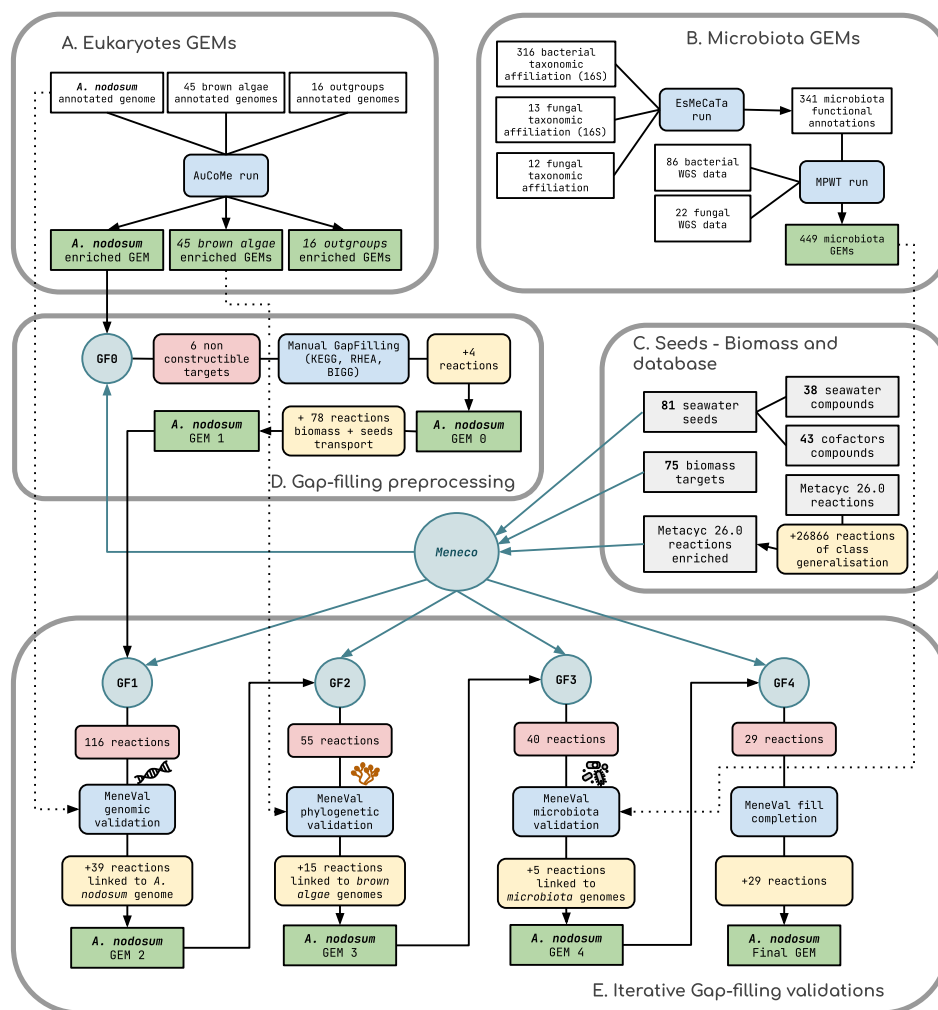 A. Eukaryotes GEMs
A. nodosum
annotated genome
45 brown algae
annotated genomes
16 outgroups
annotated genomes
AuCoMe run
A. nodosum
enriched GEM
45 brown algae
enriched GEMs
16 outgroups
enriched GEMs
B. Microbiota GEMs
316 bacterial
taxonomic
affiliation (16S)
13 fungal
taxonomic
affiliation (16S)
12 fungal
taxonomic
affiliation
EsMeCaTa
run
341 microbiota
functional
annotations
86 bacterial
WGS data
22 fungal
WGS data
MPWT run
449 microbiota
GEMs
C. Seeds - Biomass and
database
81 seawater
seeds
38 seawater
compounds
43 cofactors
compounds
75 biomass
targets
Metacyc 26.0
reactions
Metacyc 26.0
reactions
enriched
+26866 reactions
of class
generalisation
GF0
6 non
constructible
targets
Manual GapFilling
(KEGG, RHEA,
BIGG)
+4
reactions
A. nodosum
GEM 1
+ 78 reactions
biomass + seeds
transport
A. nodosum
GEM 0
D. Gap-filling preprocessing
Meneco
GF1
GF2
GF3
GF4
116 reactions
55 reactions
40 reactions
29 reactions
MeneVal
genomic
validation
MeneVal
phylogenetic
validation
MeneVal
microbiota
validation
MeneVal fill
completion
+39 reactions
linked to A.
nodosum genome
+15 reactions
linked to brown
algae genomes
+5 reactions
linked to
microbiota genomes
+29 reactions
A. nodosum
GEM 2
A. nodosum
GEM 3
A. nodosum
GEM 4
A. nodosum
Final GEM
E. Iterative Gap-filling validations